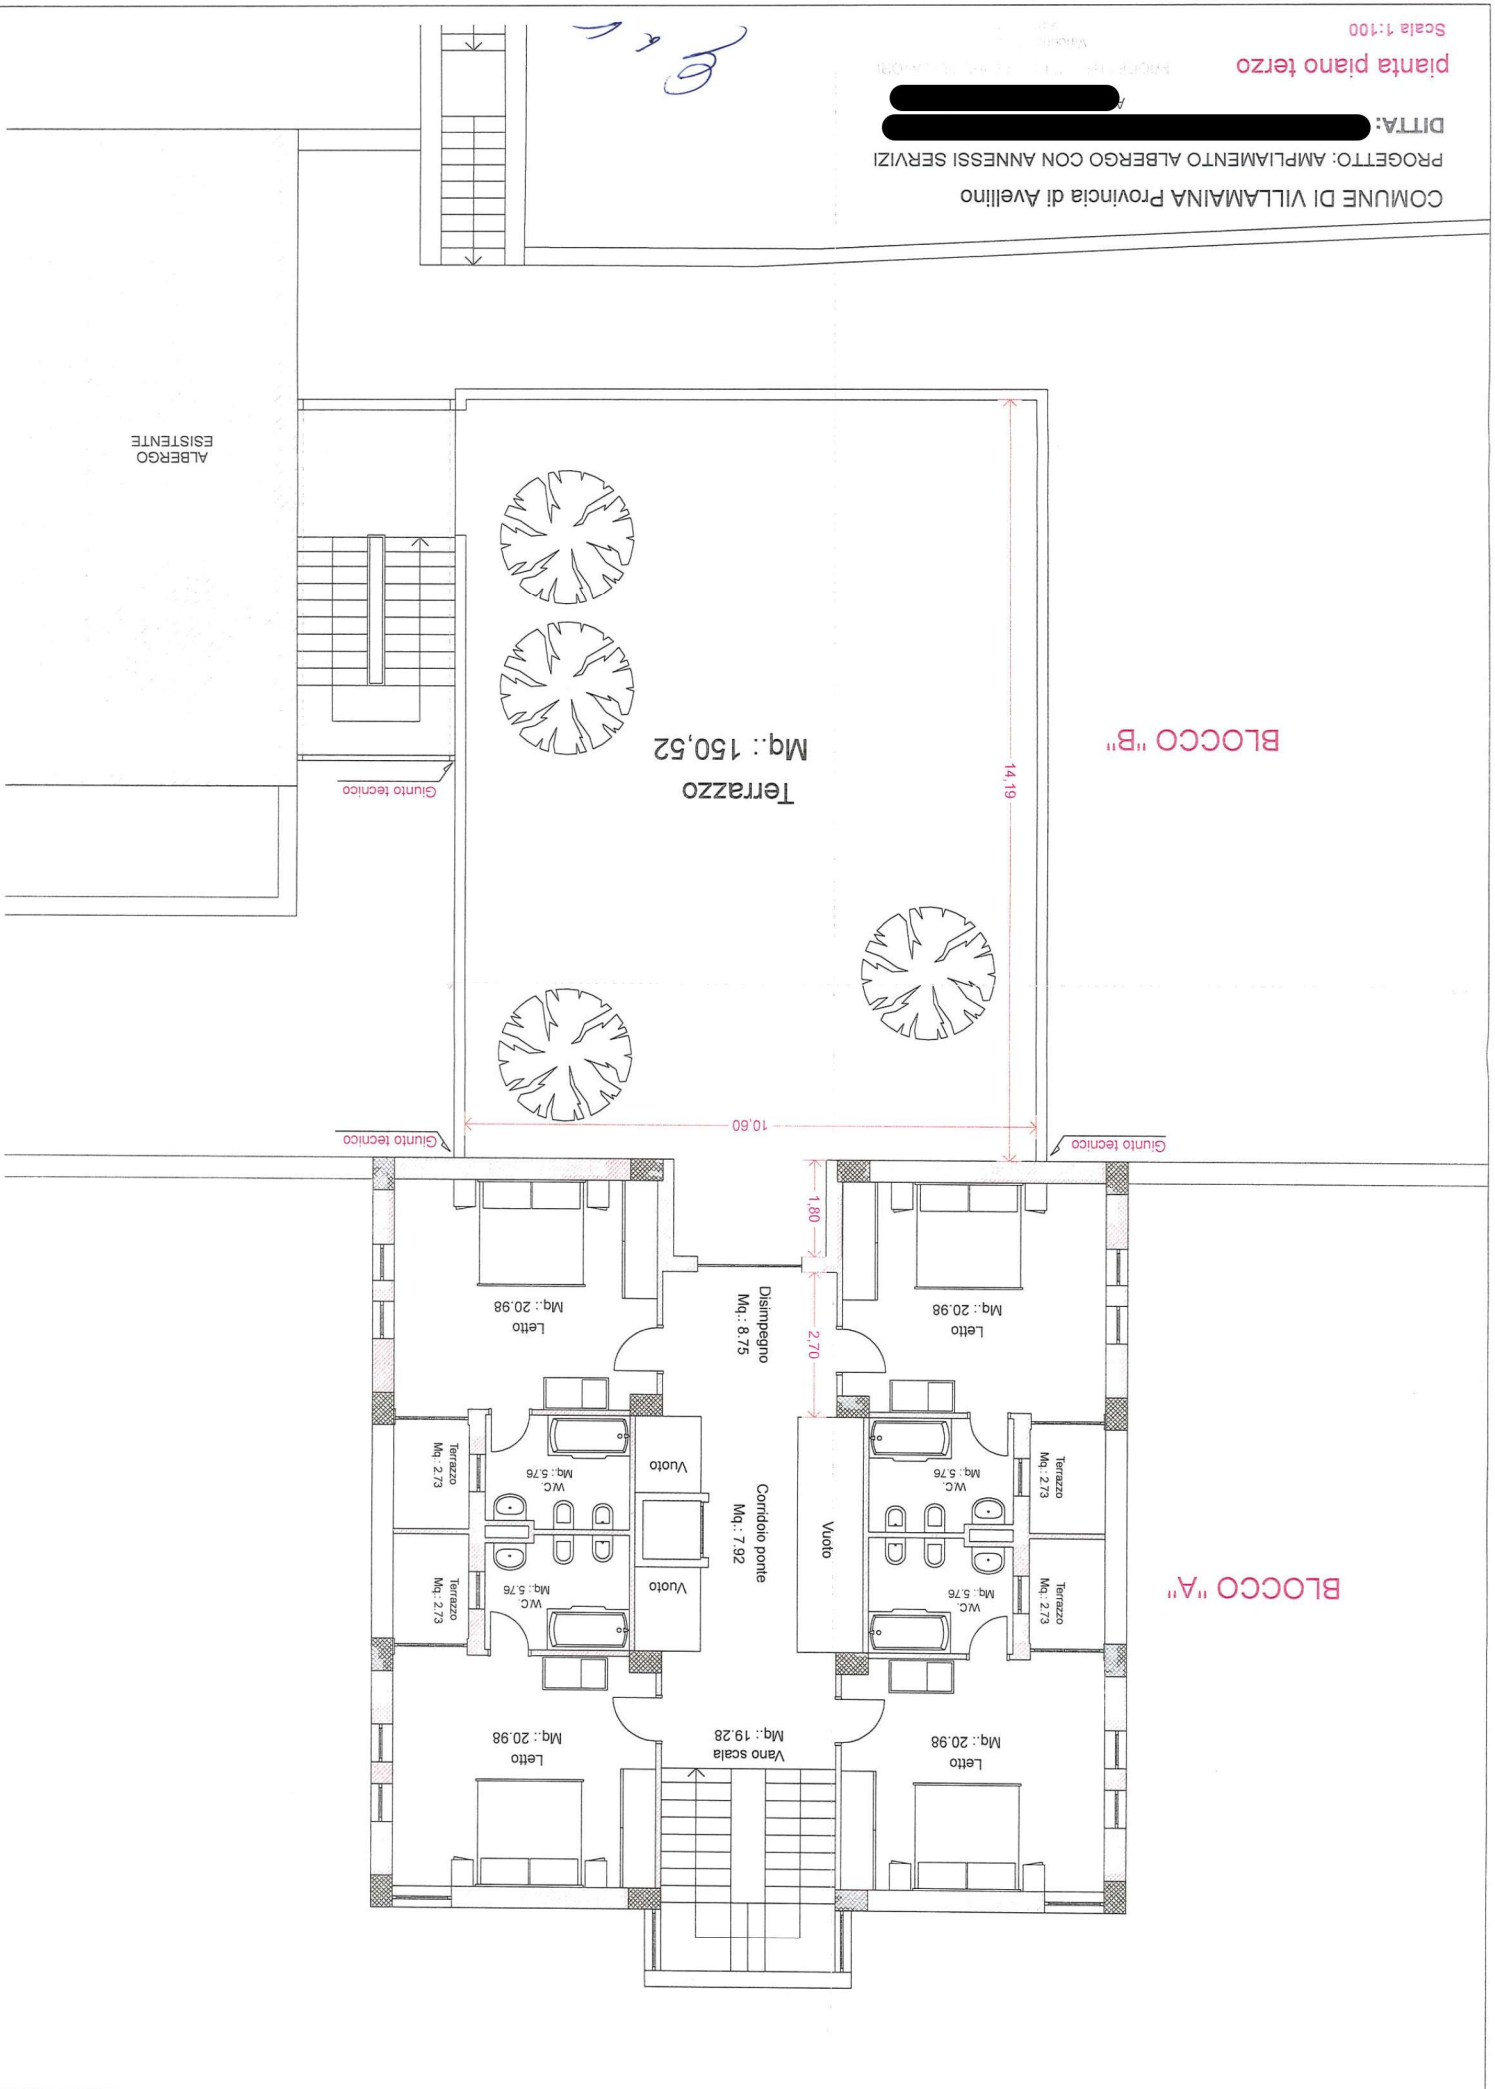 Letto
Mq.: 20.98
Vano scala
Mq.: 19.28
Letto
Mq.: 20.98
BLOCCO "A"
Terrazzo
Mq.: 2.73
W.C.
Mq.: 5.76
Vuoto
Corridoio ponte
Mq.: 7.92
Vuoto
W.C.
Mq.: 5.76
Terrazzo
Mq.: 2.73
Terrazzo
Mq.: 2.73
W.C.
Mq.: 5.76
Vuoto
W.C.
Mq.: 5.76
Terrazzo
Mq.: 2.73
Letto
Mq.: 20.98
2,70
Disimpegno
Mq.: 8.75
Letto
Mq.: 20.98
1,80
Giunto tecnico
10,60
Giunto tecnico
14,19
Terrazzo
Mq.: 150,52
Giunto tecnico
BLOCCO "B"
ALBERGO
ESISTENTE
COMUNE DI VILLAMAINA Provincia di Avellino
PROGETTO: AMPLIAMENTO ALBERGO CON ANNESSI SERVIZI
DITTA:
pianta piano terzo
Scala 1:100